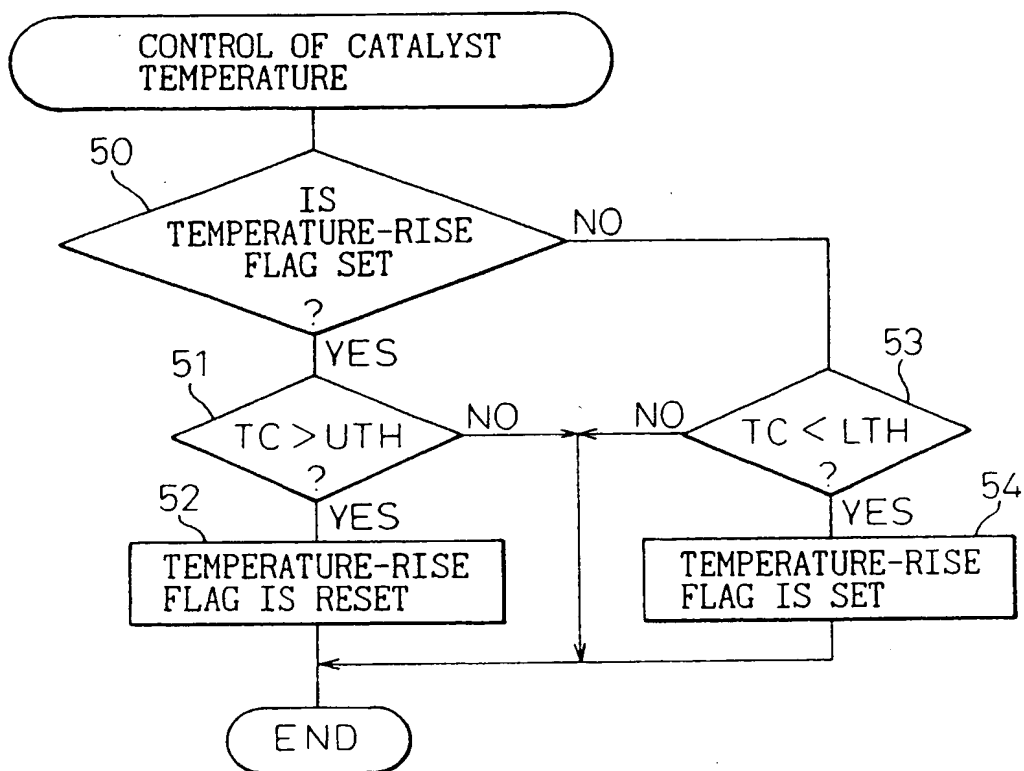 CONTROL OF CATALYST
TEMPERATURE
50
IS
TEMPERATURE-RISE
FLAG SET
?
NO
YES
51
TC > UTH
?
NO
53
TC < LTH
?
NO
YES
52
TEMPERATURE-RISE
FLAG IS RESET
YES
54
TEMPERATURE-RISE
FLAG IS SET
END